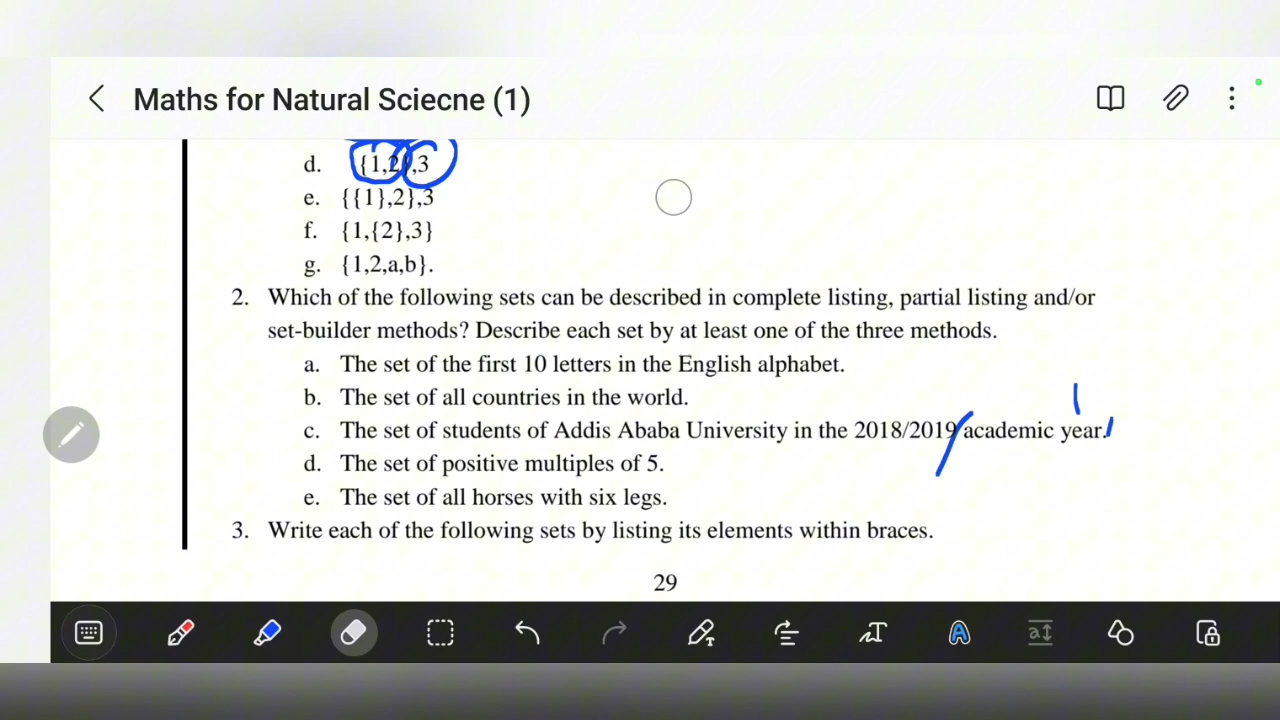 Maths for Natural Sciecne (1)
d. {1,2},3
e. {{1},2},3
f. {1,{2},3}
g. {1,2,a,b}.
2. Which of the following sets can be described in complete listing, partial listing and/or
set-builder methods? Describe each set by at least one of the three methods.
a. The set of the first 10 letters in the English alphabet.
b. The set of all countries in the world.
c. The set of students of Addis Ababa University in the 2018/2019 academic year.
d. The set of positive multiples of 5.
e. The set of all horses with six legs.
3. Write each of the following sets by listing its elements within braces.
29